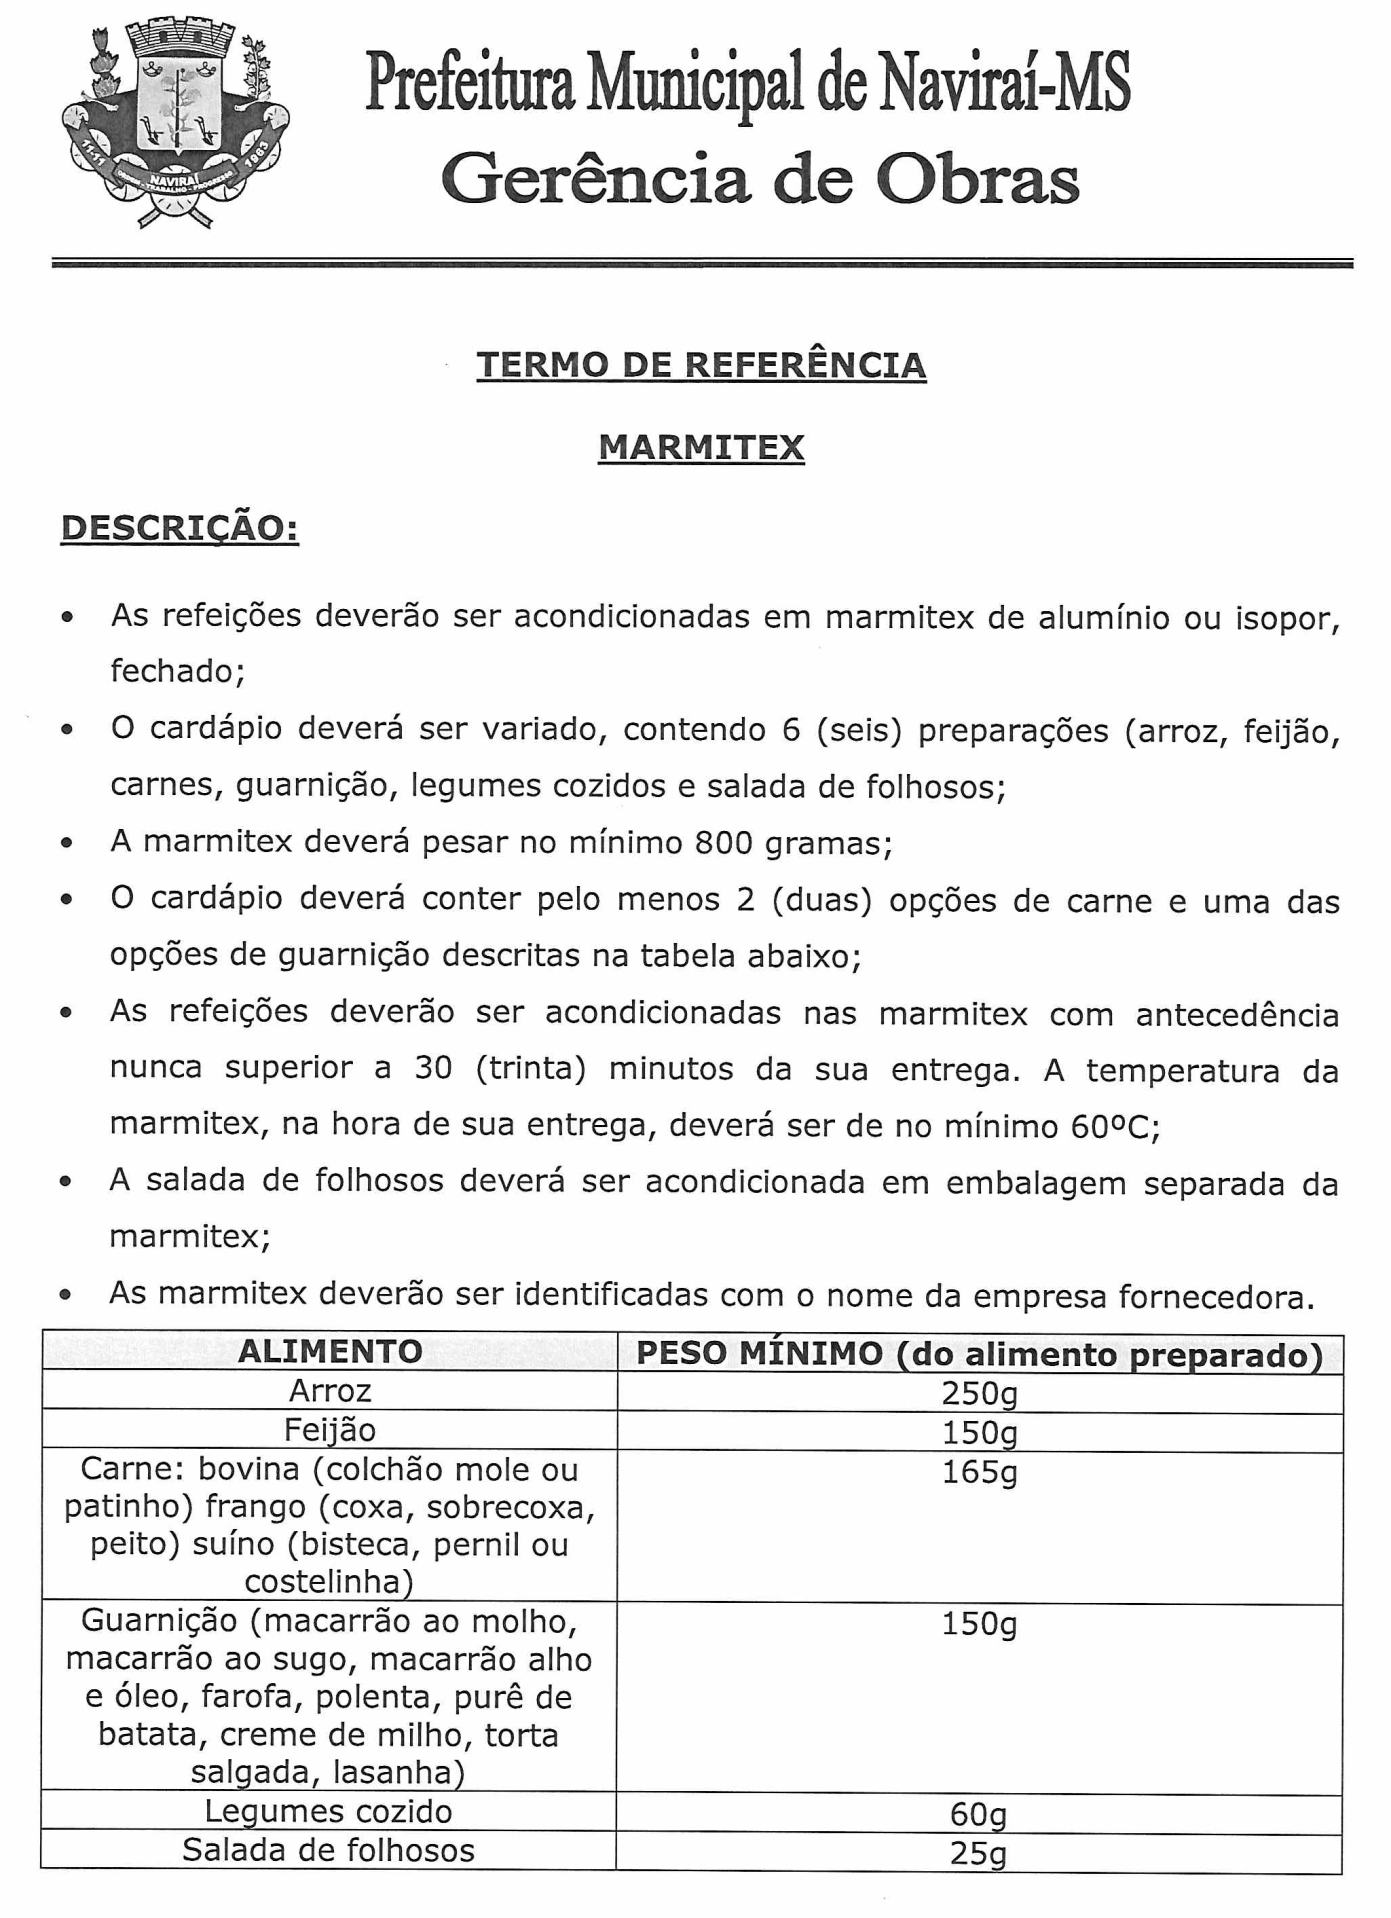 Prefeitura Municipal de Naviraí-MS
Gerência de Obras
11-11
NAVIRAÍ
1963
TERMO DE REFERÊNCIA
MARMITEX
DESCRIÇÃO:
• As refeições deverão ser acondicionadas em marmitex de alumínio ou isopor,
fechado;
• O cardápio deverá ser variado, contendo 6 (seis) preparações (arroz, feijão,
carnes, guarnição, legumes cozidos e salada de folhosos;
• A marmitex deverá pesar no mínimo 800 gramas;
• O cardápio deverá conter pelo menos 2 (duas) opções de carne e uma das
opções de guarnição descritas na tabela abaixo;
• As refeições deverão ser acondicionadas nas marmitex com antecedência
nunca superior a 30 (trinta) minutos da sua entrega. A temperatura da
marmitex, na hora de sua entrega, deverá ser de no mínimo 60ºC;
• A salada de folhosos deverá ser acondicionada em embalagem separada da
marmitex;
• As marmitex deverão ser identificadas com o nome da empresa fornecedora.
ALIMENTO PESO MÍNIMO (do alimento preparado)
Arroz 250g
Feijão 150g
Carne: bovina (colchão mole ou 165g
patinho) frango (coxa, sobrecoxa,
peito) suíno (bisteca, pernil ou
costelinha)
Guarnição (macarrão ao molho, 150g
macarrão ao sugo, macarrão alho
e óleo, farofa, polenta, purê de
batata, creme de milho, torta
salgada, lasanha)
Legumes cozido 60g
Salada de folhosos 25g